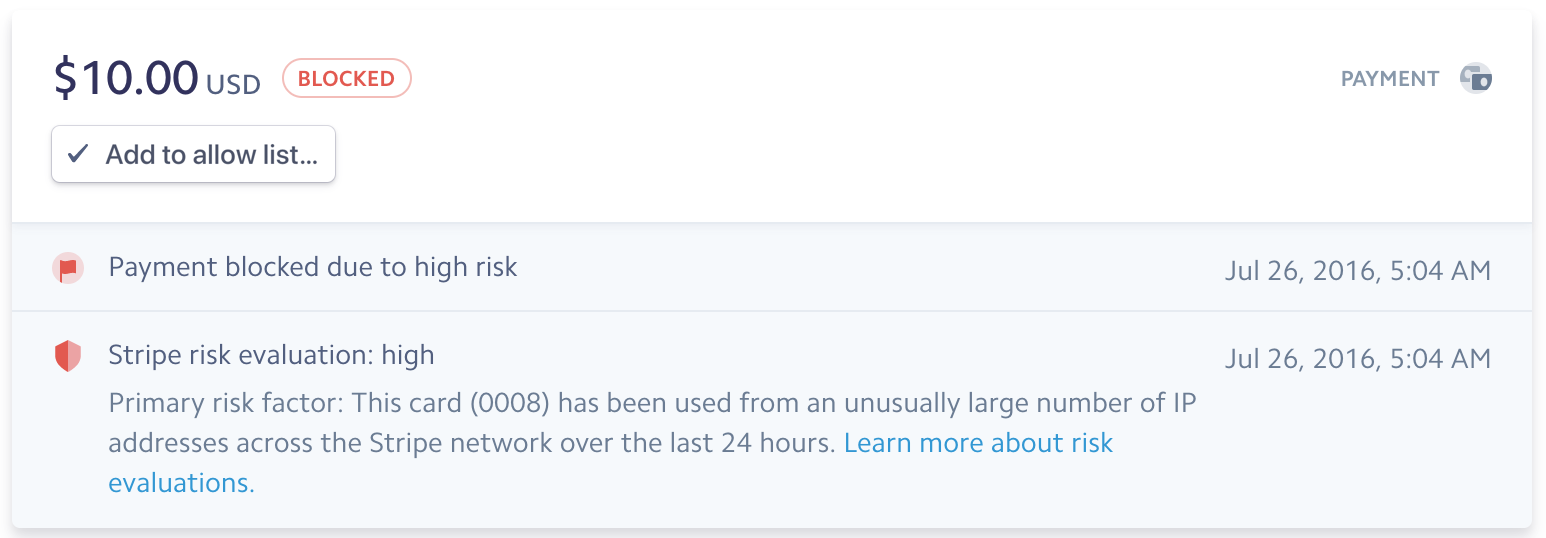 $10.00 USD BLOCKED PAYMENT
Add to allow list...
Payment blocked due to high risk Jul 26, 2016, 5:04 AM
Stripe risk evaluation: high Jul 26, 2016, 5:04 AM
Primary risk factor: This card (0008) has been used from an unusually large number of IP
addresses across the Stripe network over the last 24 hours. Learn more about risk
evaluations.